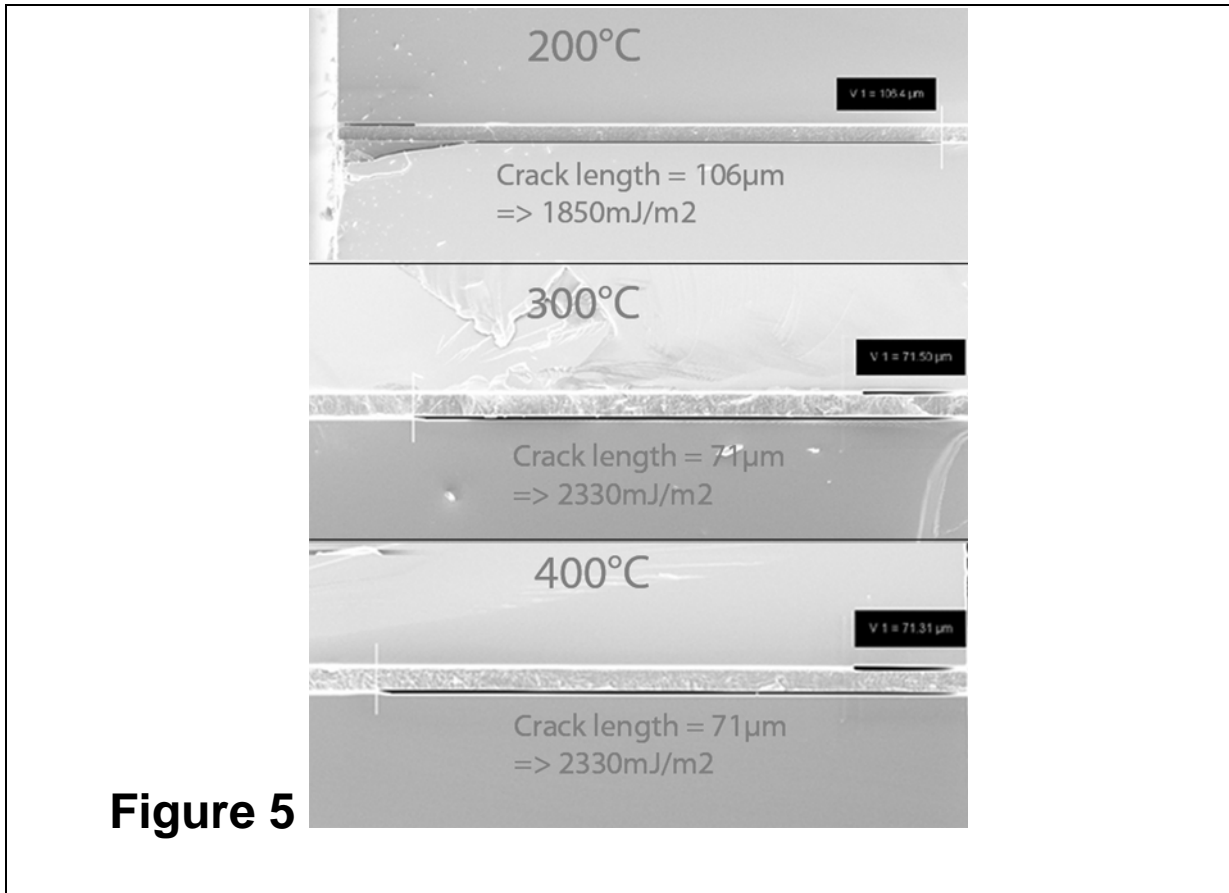 200°C
V 1 = 106.4 µm
Crack length = 106µm
=> 1850mJ/m2
300°C
V 1 = 71.50 µm
Crack length = 71µm
=> 2330mJ/m2
400°C
V 1 = 71.31 µm
Crack length = 71µm
=> 2330mJ/m2
Figure 5